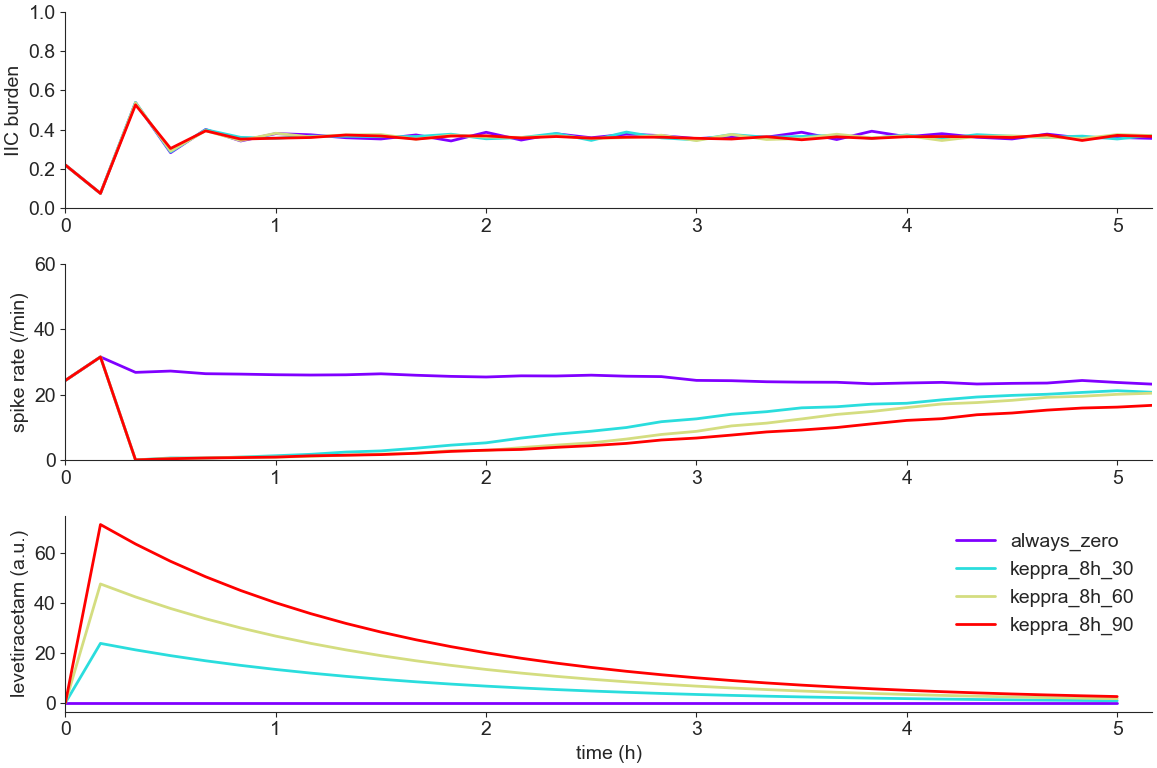 IIC burden
1.0
0.8
0.6
0.4
0.2
0.0
0 1 2 3 4 5
spike rate (/min)
60
40
20
0
0 1 2 3 4 5
levetiracetam (a.u.)
60
40
20
0
always_zero
keppra_8h_30
keppra_8h_60
keppra_8h_90
0 1 2 3 4 5
time (h)